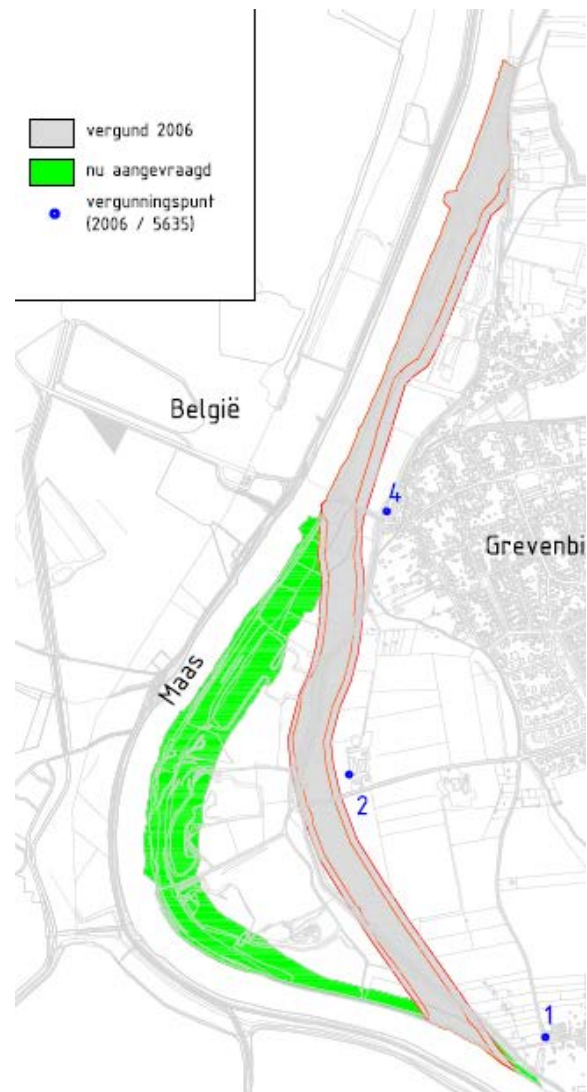 vergund 2006
nu aangevraagd
vergunningspunt
(2006 / 5635)
België
4
Grevenbi
Maas
2
1